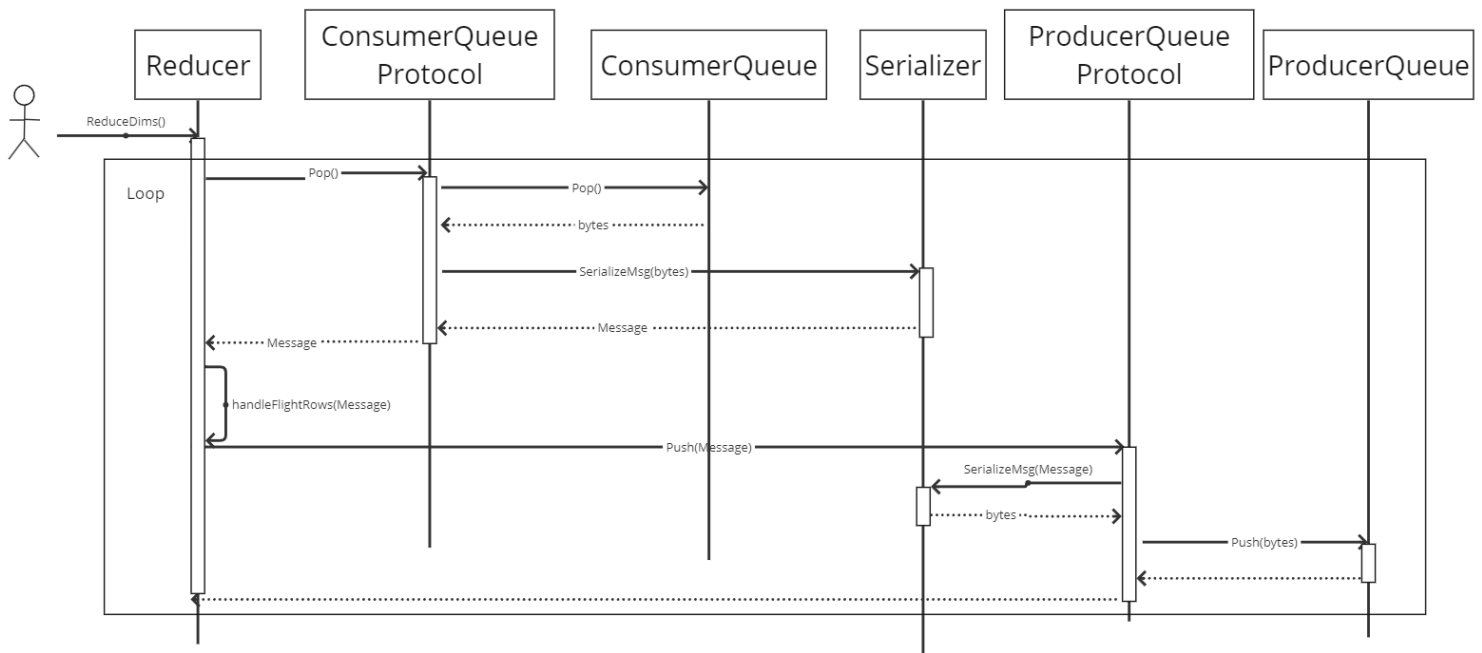 Reducer
ConsumerQueue
Protocol
ConsumerQueue
Serializer
ProducerQueue
Protocol
ProducerQueue
ReduceDims()
Loop
Pop()
Pop()
bytes
SerializeMsg(bytes)
Message
Message
handleFlightRows(Message)
Push(Message)
SerializeMsg(Message)
bytes
Push(bytes)